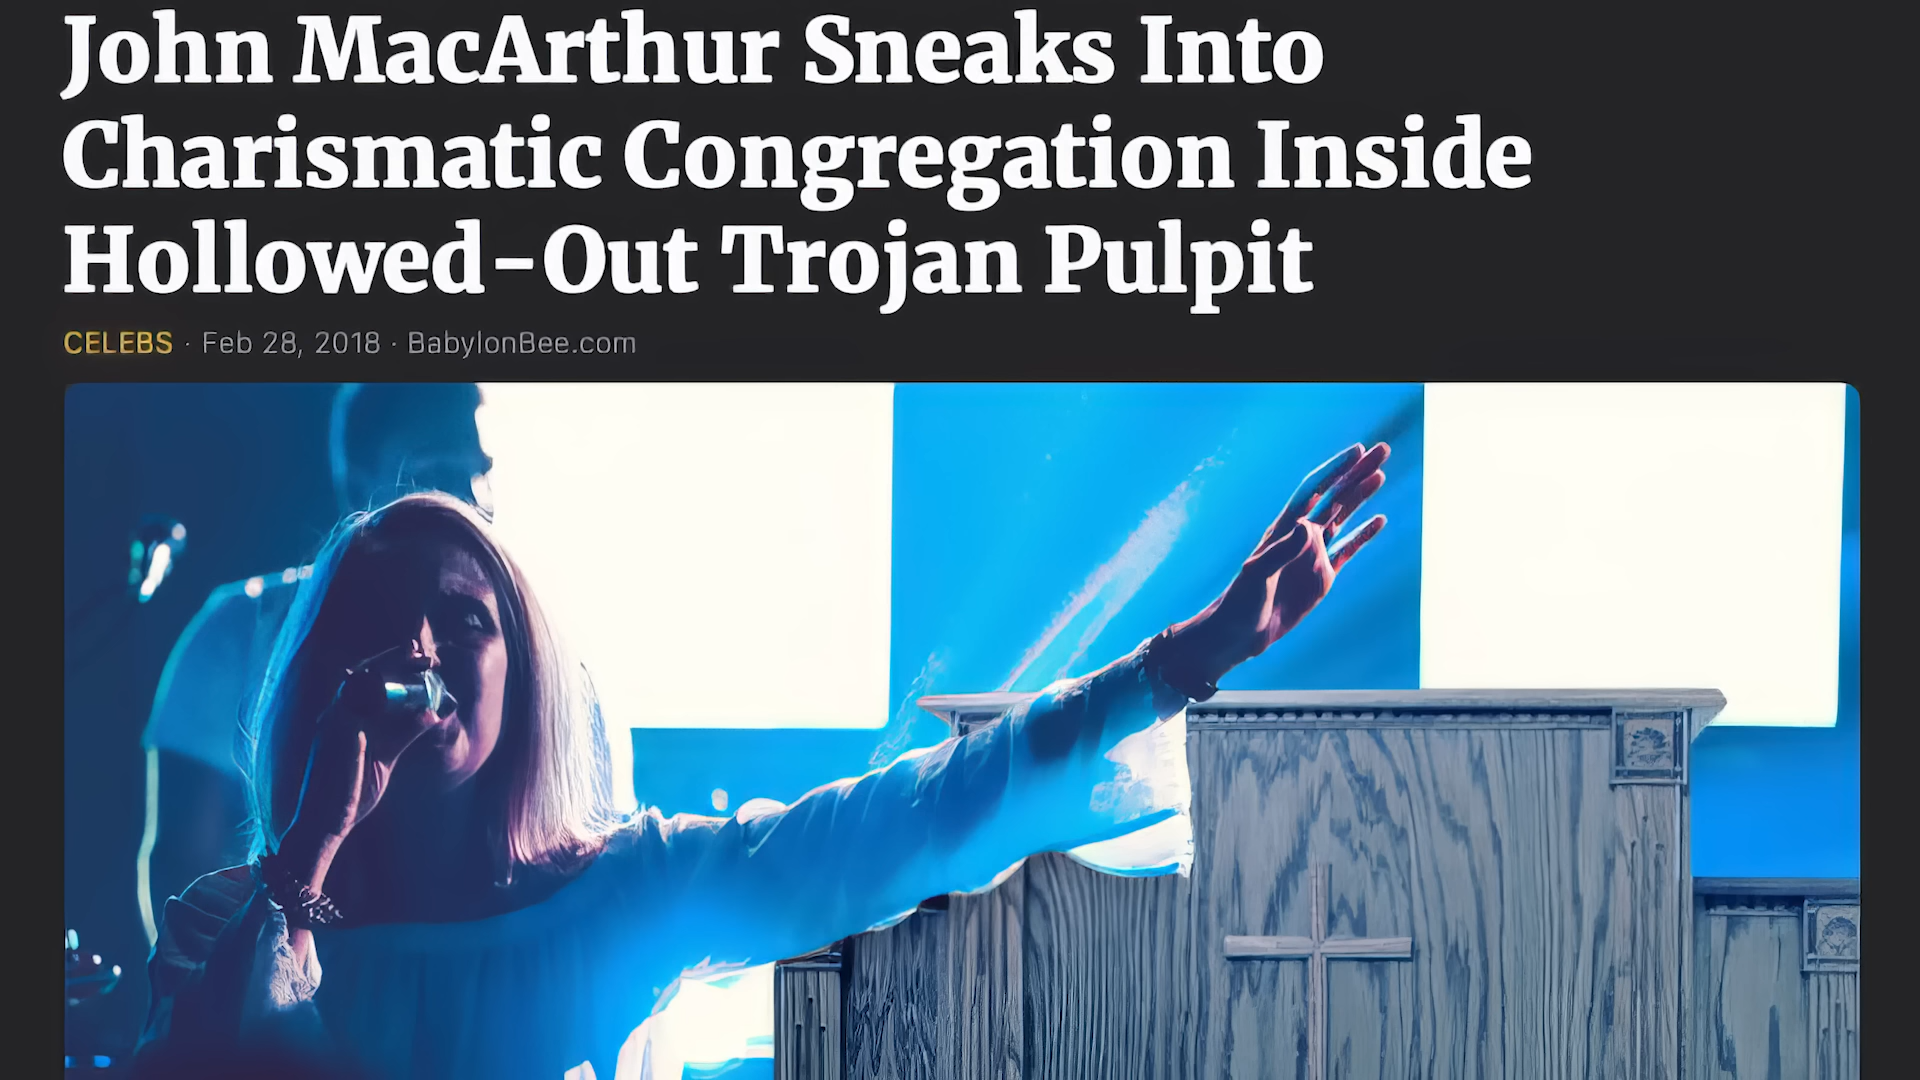 John MacArthur Sneaks Into
Charismatic Congregation Inside
Hollowed-Out Trojan Pulpit
CELEBS · Feb 28, 2018 · BabylonBee.com